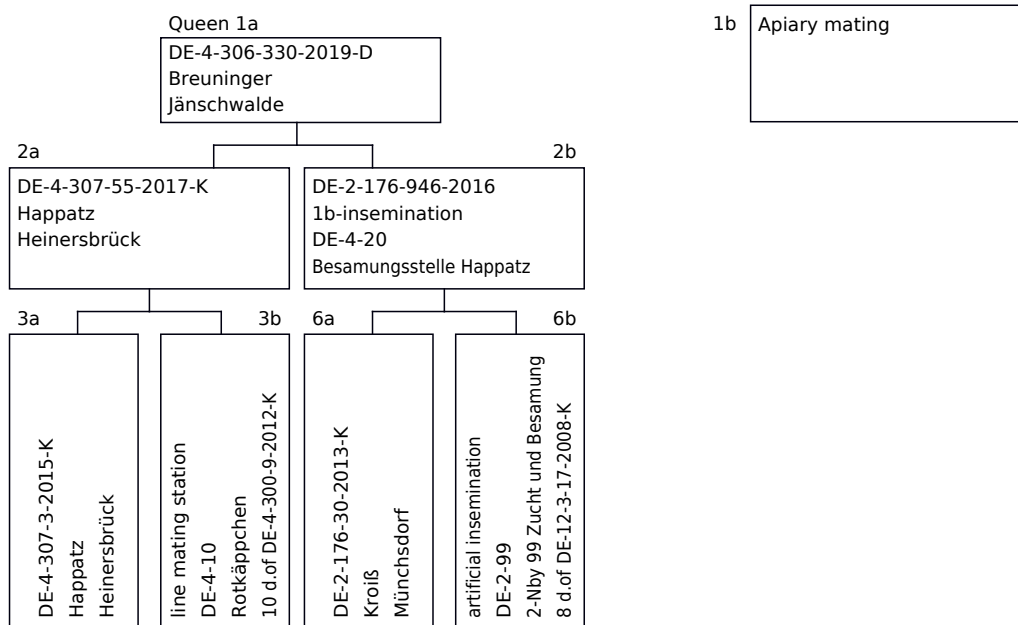 Queen 1a
DE-4-306-330-2019-D
Breuninger
Jänschwalde
1b
Apiary mating
2a
DE-4-307-55-2017-K
Happatz
Heinersbrück
2b
DE-2-176-946-2016
1b-insemination
DE-4-20
Besamungsstelle Happatz
3a
DE-4-307-3-2015-K
Happatz
Heinersbrück
3b
line mating station
DE-4-10
Rotkäppchen
10 d.of DE-4-300-9-2012-K
6a
DE-2-176-30-2013-K
Kroiß
Münchsdorf
6b
artificial insemination
DE-2-99
2-Nby 99 Zucht und Besamung
8 d.of DE-12-3-17-2008-K